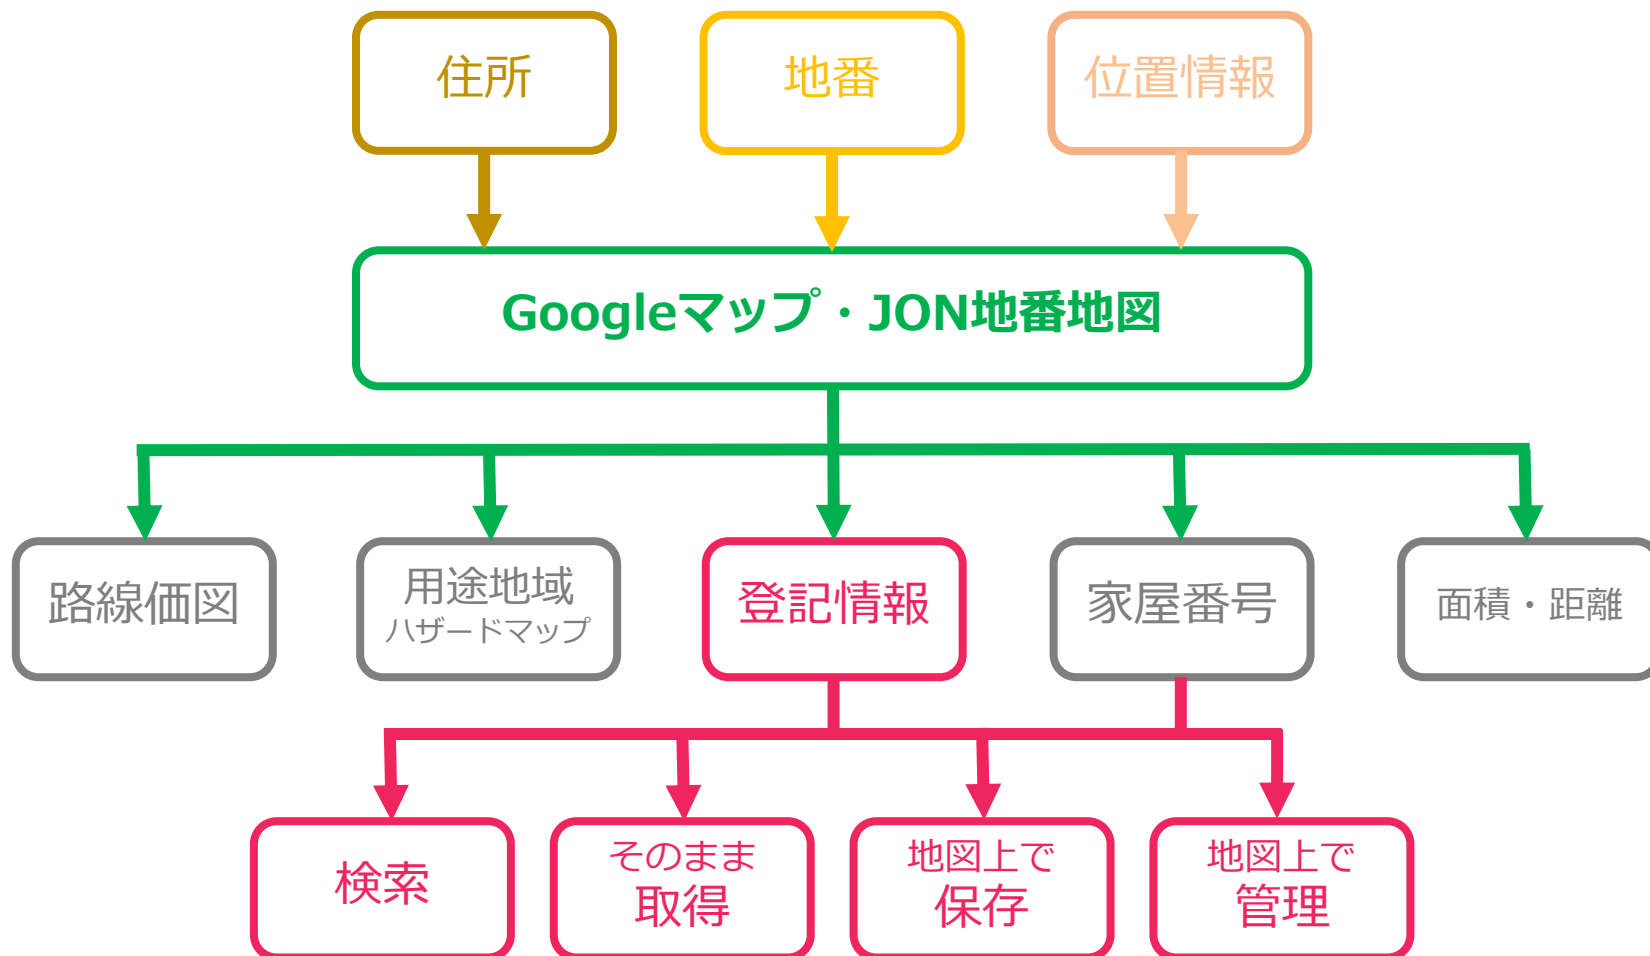 住所
地番
位置情報
Googleマップ・JON地番地図
路線価図
用途地域
ハザードマップ
登記情報
家屋番号
面積・距離
検索
そのまま
取得
地図上で
保存
地図上で
管理